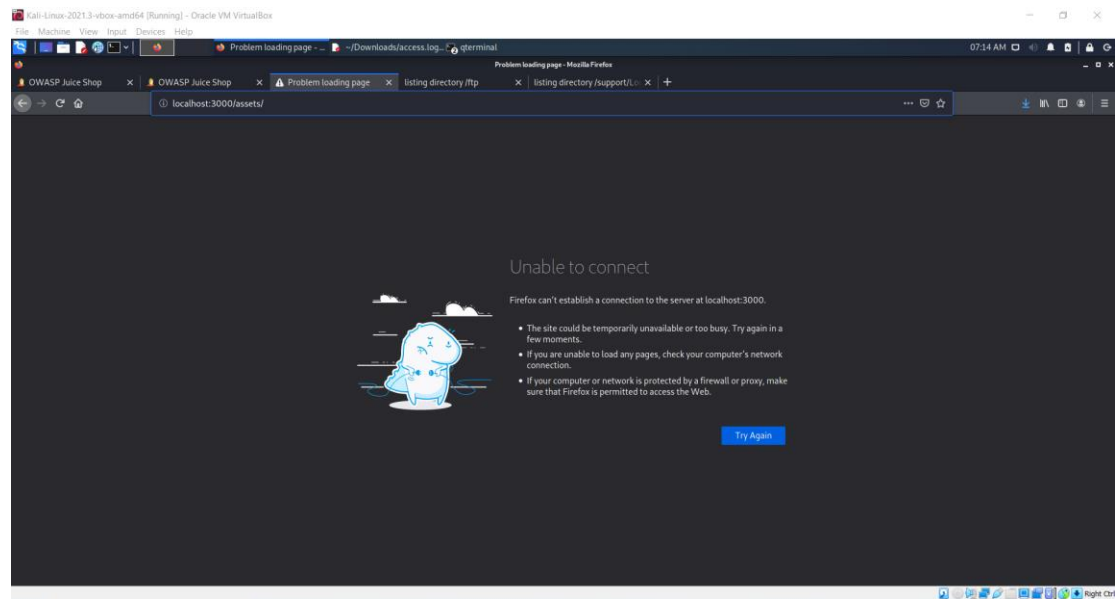 Kali-Linux-2021.3-vbox-amd64 [Running] - Oracle VM VirtualBox
File Machine View Input Devices Help
Problem loading page - ... ~/Downloads/access.log... qterminal 07:14 AM
Problem loading page - Mozilla Firefox
OWASP Juice Shop OWASP Juice Shop Problem loading page listing directory /ftp listing directory /support/Lo
localhost:3000/assets/
Unable to connect
Firefox can't establish a connection to the server at localhost:3000.
• The site could be temporarily unavailable or too busy. Try again in a
few moments.
• If you are unable to load any pages, check your computer's network
connection.
• If your computer or network is protected by a firewall or proxy, make
sure that Firefox is permitted to access the Web.
Try Again
Right Ctrl